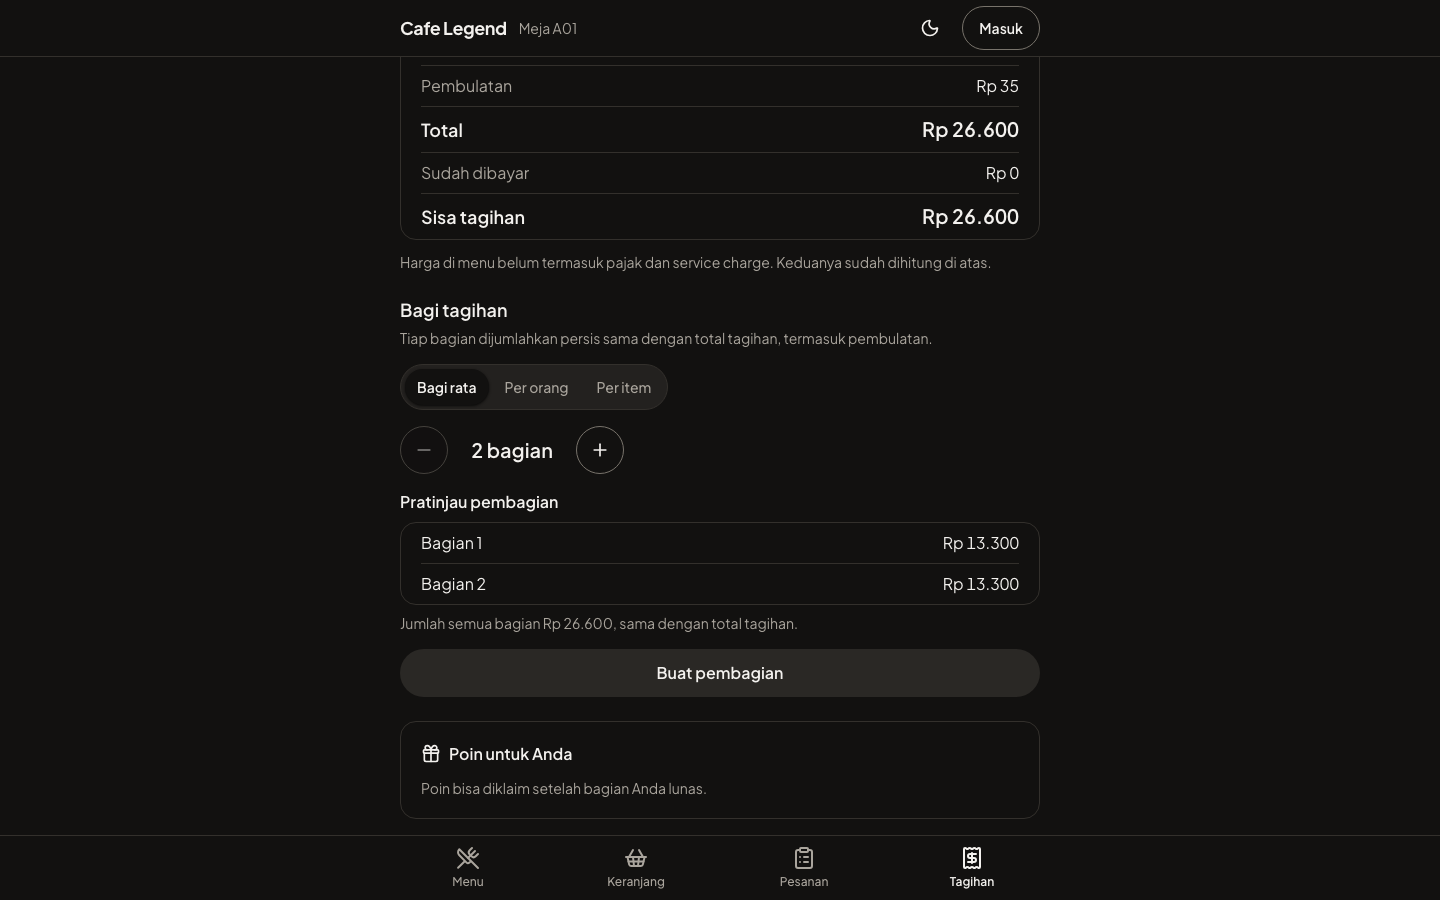 Cafe Legend Meja A01 Masuk
Pembulatan Rp 35
Total Rp 26.600
Sudah dibayar Rp 0
Sisa tagihan Rp 26.600
Harga di menu belum termasuk pajak dan service charge. Keduanya sudah dihitung di atas.
Bagi tagihan
Tiap bagian dijumlahkan persis sama dengan total tagihan, termasuk pembulatan.
Bagi rata Per orang Per item
2 bagian
Pratinjau pembagian
Bagian 1 Rp 13.300
Bagian 2 Rp 13.300
Jumlah semua bagian Rp 26.600, sama dengan total tagihan.
Buat pembagian
Poin untuk Anda
Poin bisa diklaim setelah bagian Anda lunas.
Menu Keranjang Pesanan Tagihan